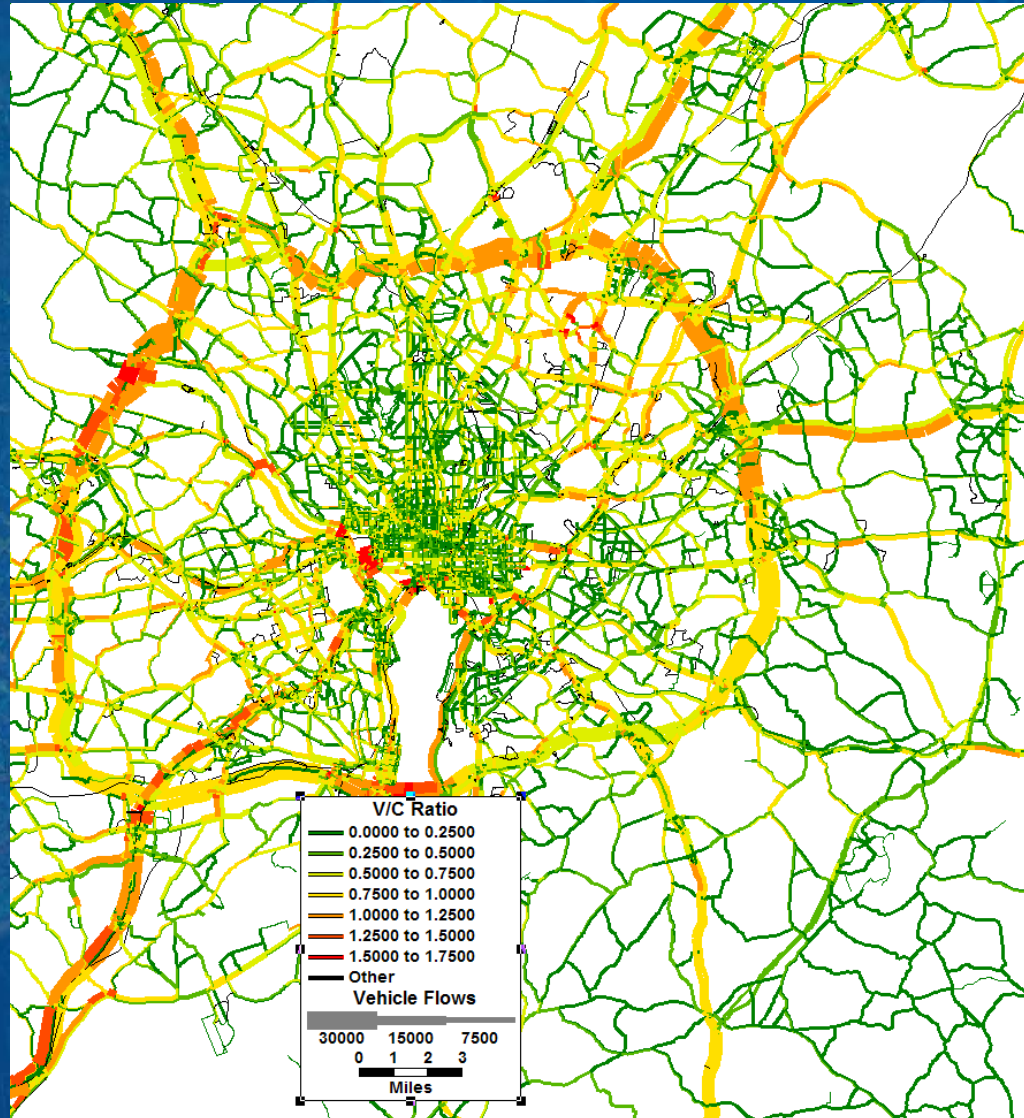 V/C Ratio
0.0000 to 0.2500
0.2500 to 0.5000
0.5000 to 0.7500
0.7500 to 1.0000
1.0000 to 1.2500
1.2500 to 1.5000
1.5000 to 1.7500
Other
Vehicle Flows
30000 15000 7500
0 1 2 3
Miles